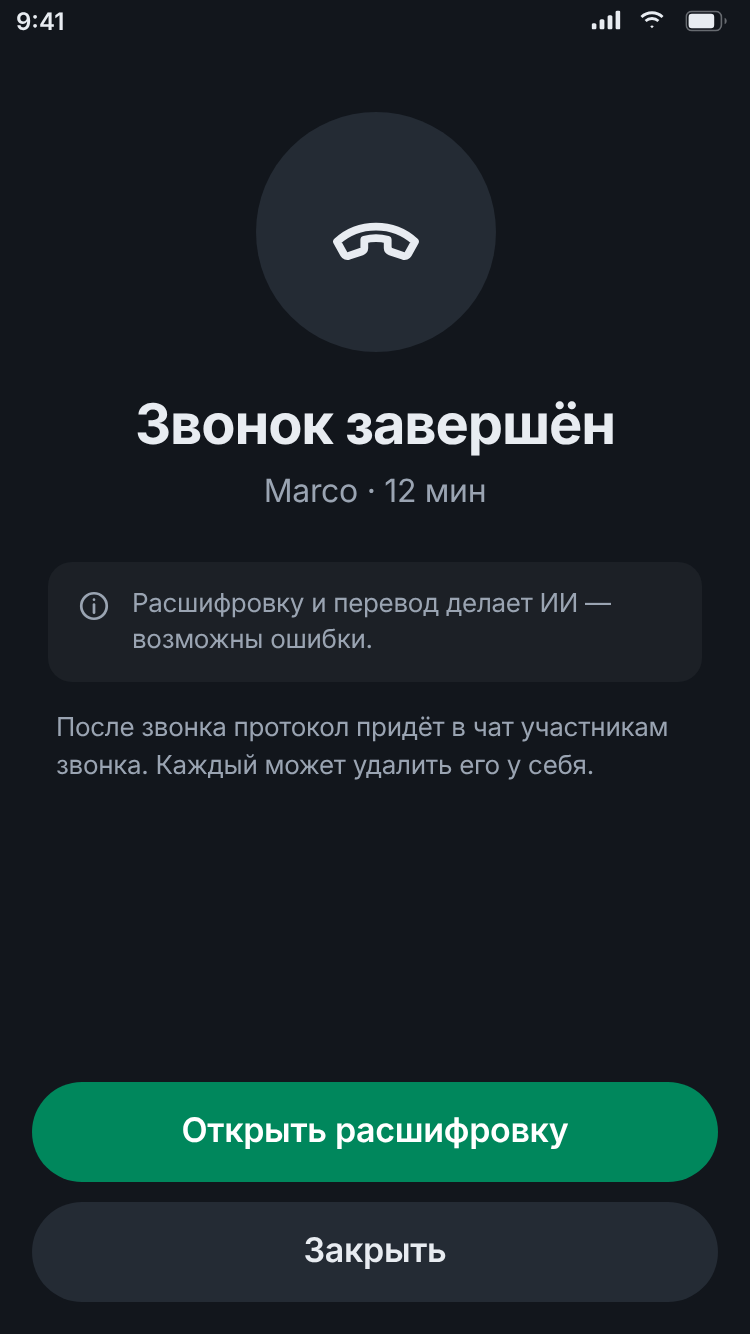 9:41
Звонок завершён
Marco · 12 мин
Расшифровку и перевод делает ИИ —
возможны ошибки.
После звонка протокол придёт в чат участникам
звонка. Каждый может удалить его у себя.
Открыть расшифровку
Закрыть